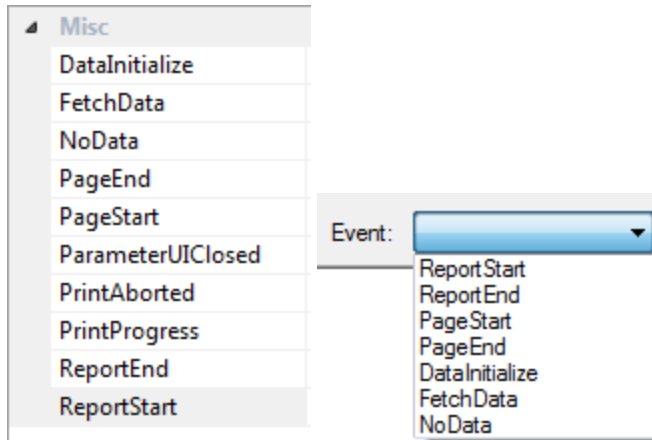 Misc
DataInitialize
FetchData
NoData
PageEnd
PageStart
ParameterUIClosed
PrintAborted
PrintProgress
ReportEnd
ReportStart
Event:
ReportStart
ReportEnd
PageStart
PageEnd
DataInitialize
FetchData
NoData